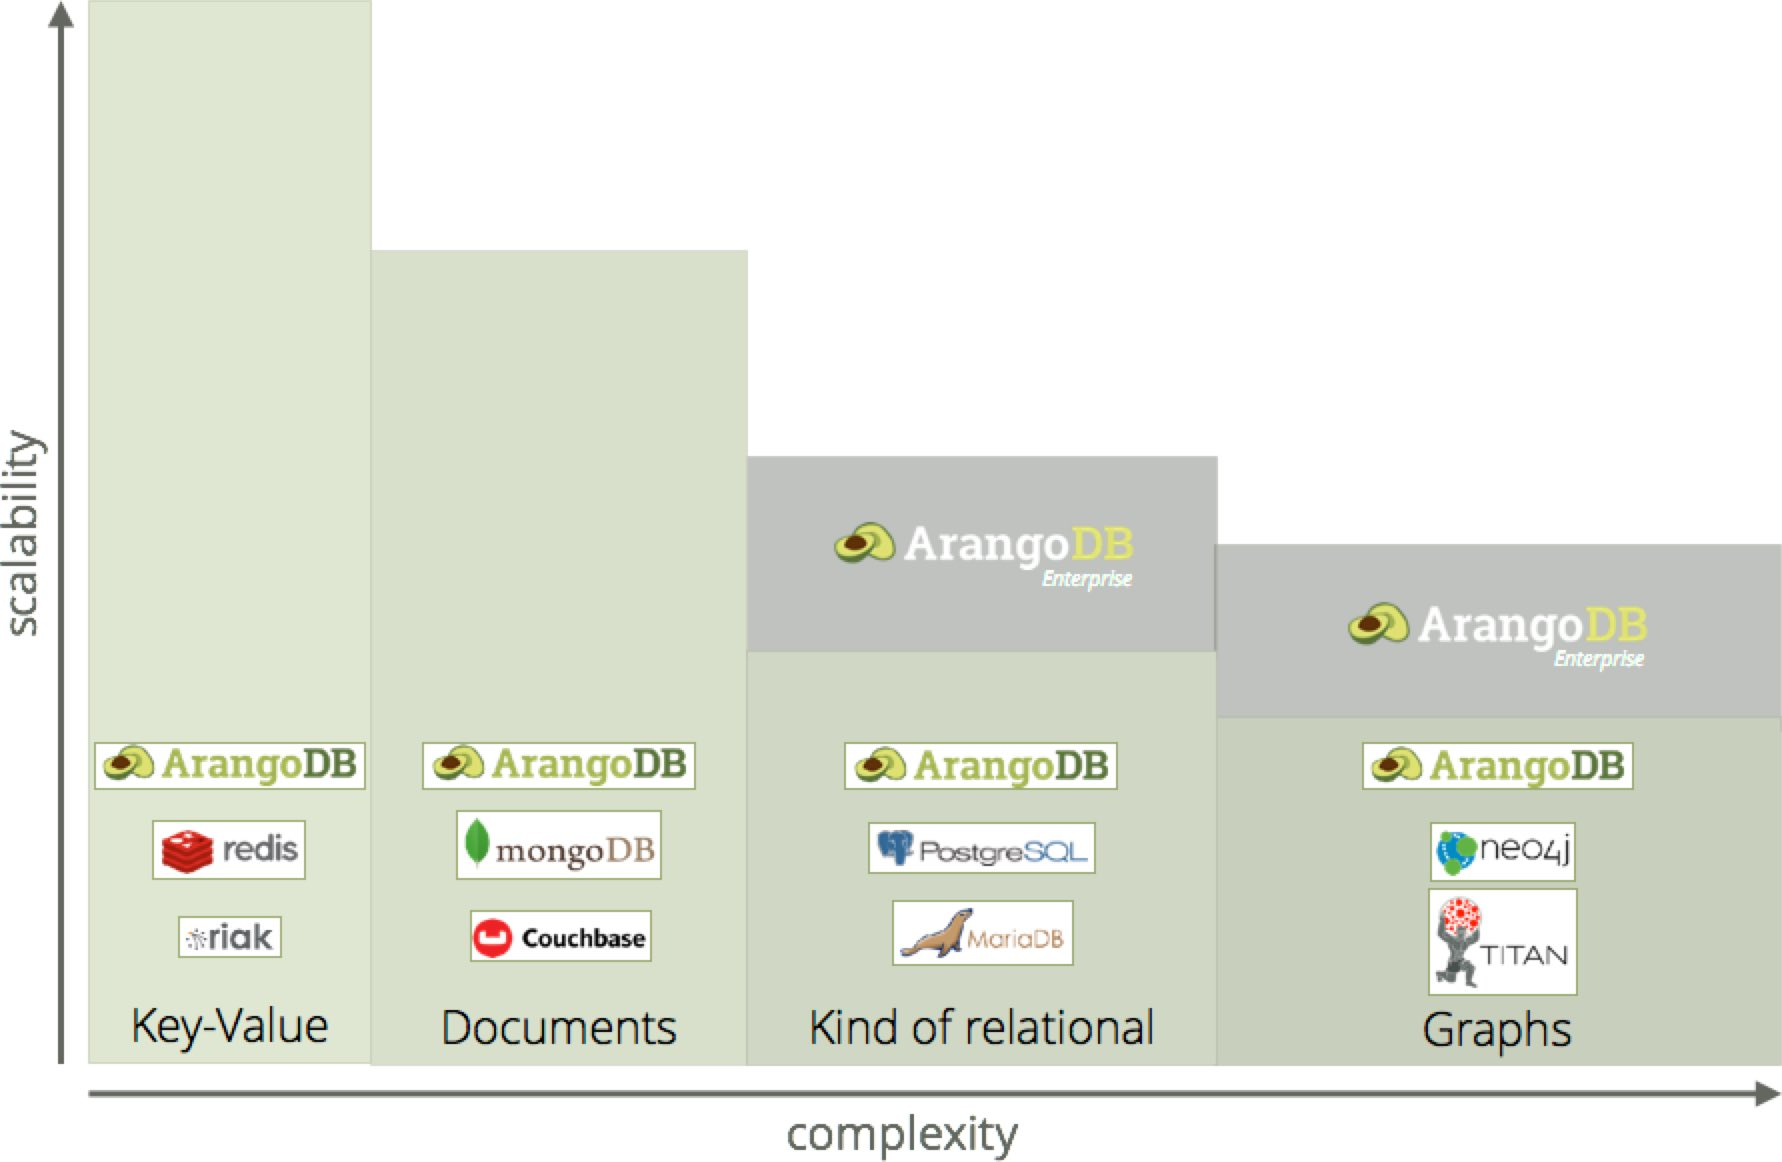 scalability
ArangoDB
redis
riak
Key-Value
ArangoDB
mongoDB
Couchbase
Documents
ArangoDB
Enterprise
ArangoDB
PostgreSQL
MariaDB
Kind of relational
ArangoDB
Enterprise
ArangoDB
neo4j
TITAN
Graphs
complexity